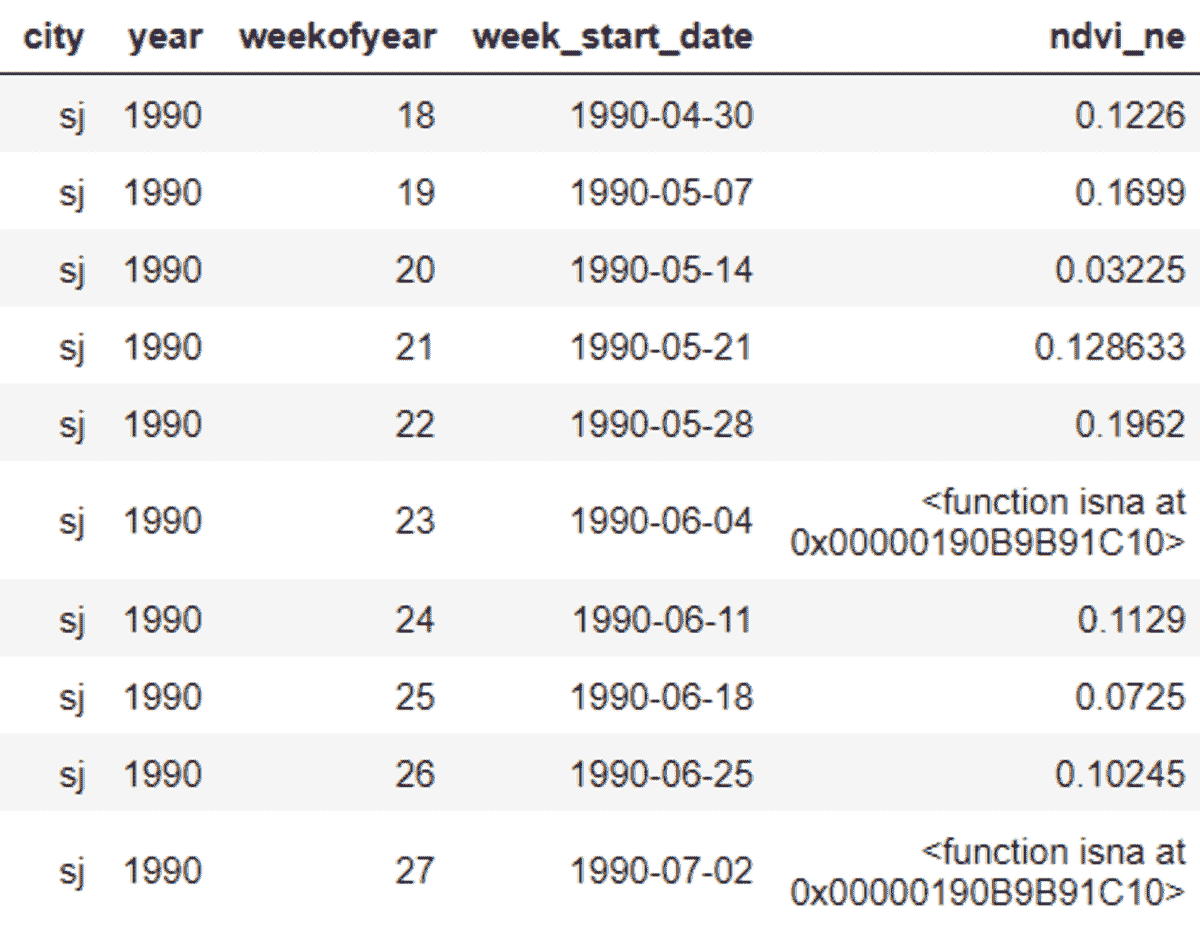 city year weekofyear week_start_date ndvi_ne
sj 1990 18 1990-04-30 0.1226
sj 1990 19 1990-05-07 0.1699
sj 1990 20 1990-05-14 0.03225
sj 1990 21 1990-05-21 0.128633
sj 1990 22 1990-05-28 0.1962
sj 1990 23 1990-06-04 <function isna at
0x00000190B9B91C10>
sj 1990 24 1990-06-11 0.1129
sj 1990 25 1990-06-18 0.0725
sj 1990 26 1990-06-25 0.10245
sj 1990 27 1990-07-02 <function isna at
0x00000190B9B91C10>